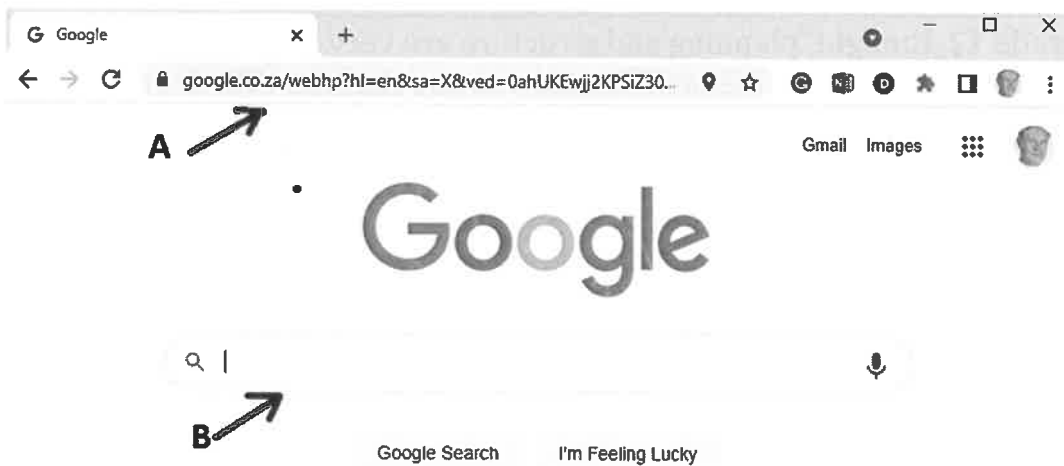 G Google
google.co.za/webhp?hl=en&sa=X&ved=0ahUKEwjj2KPSiZ30...
A
Gmail Images
Google
B
Google Search I'm Feeling Lucky